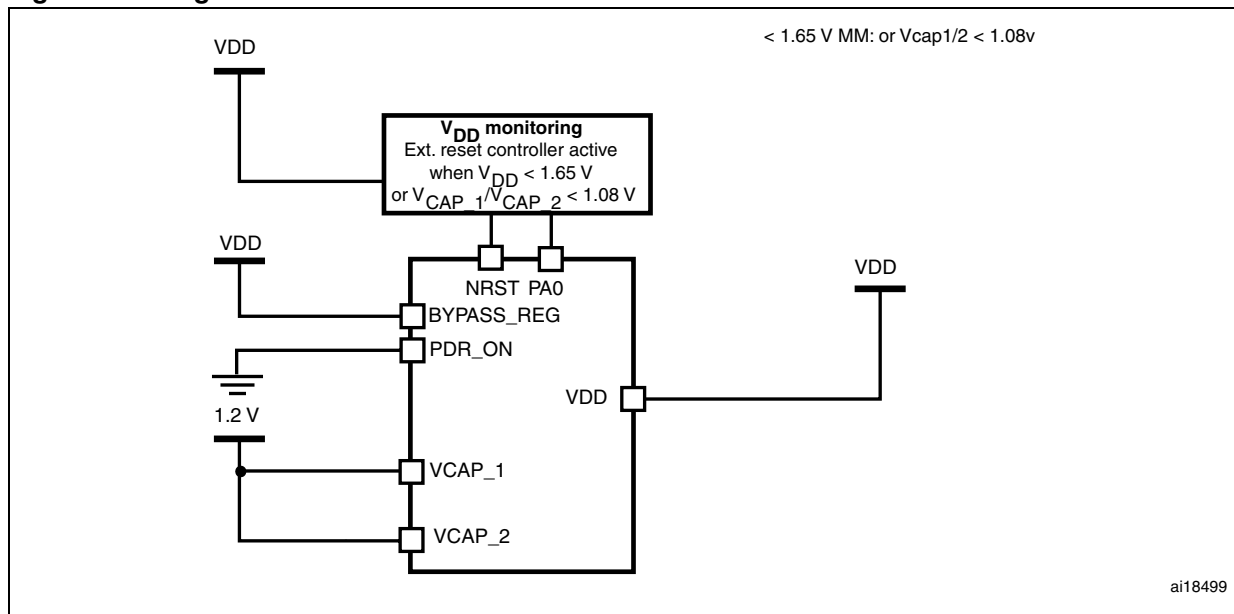 < 1.65 V MM: or Vcap1/2 < 1.08v
VDD
VDD monitoring
Ext. reset controller active
when VDD < 1.65 V
or VCAP_1/VCAP_2 < 1.08 V
VDD
VDD
NRST PA0
BYPASS_REG
PDR_ON
VDD
1.2 V
VCAP_1
VCAP_2
ai18499